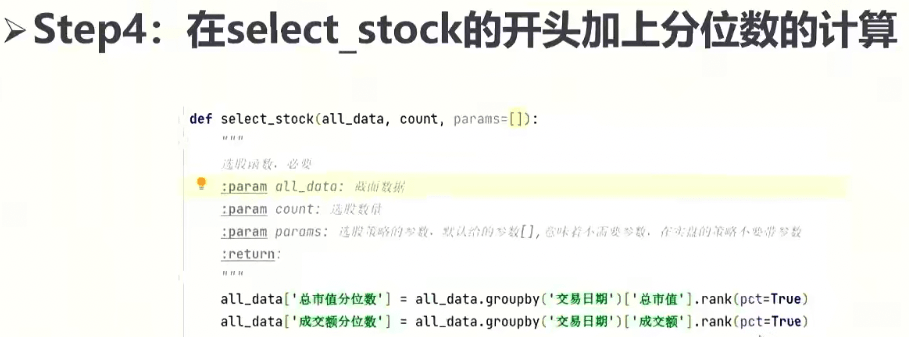 ➢Step4：在select_stock的开头加上分位数的计算
def select_stock(all_data, count, params=[]):
"""
选股函数，必要
:param all_data: 截面数据
:param count: 选股数量
:param params: 选股策略的参数，默认给的参数[],意味着不需要参数，在实盘的策略不要带参数
:return:
"""
all_data['总市值分位数'] = all_data.groupby('交易日期')['总市值'].rank(pct=True)
all_data['成交额分位数'] = all_data.groupby('交易日期')['成交额'].rank(pct=True)